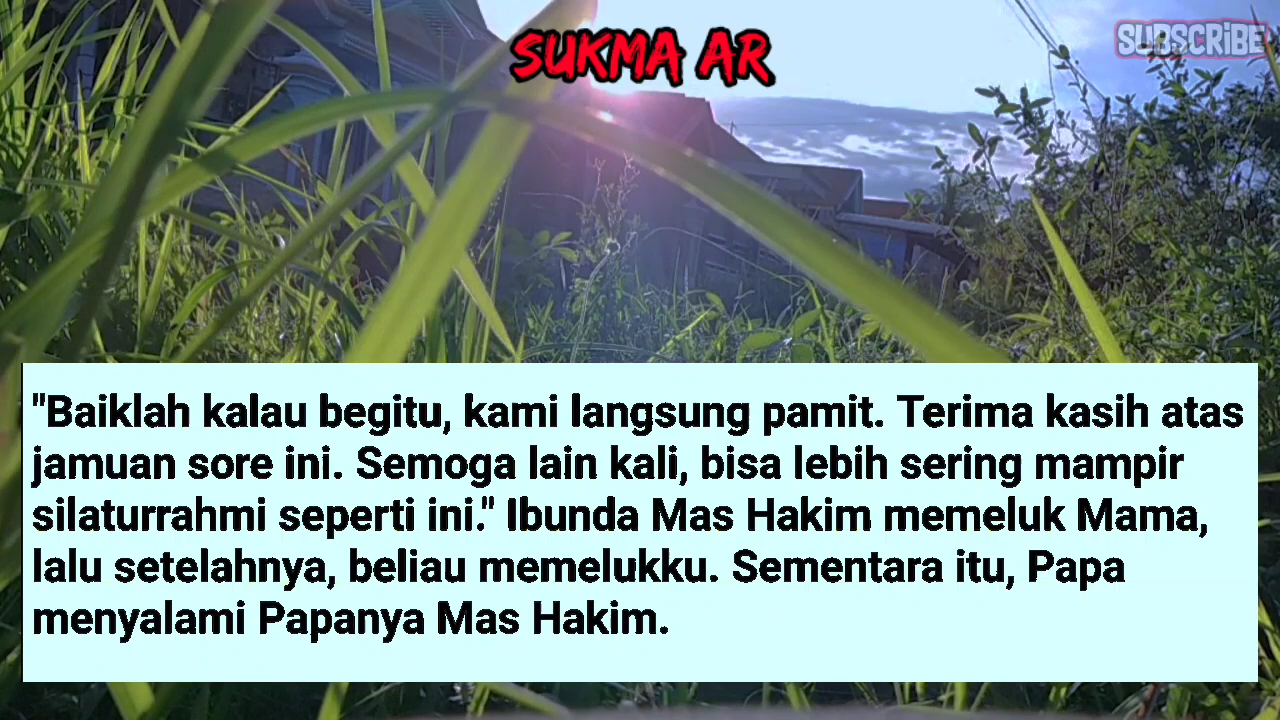 SUKMA AR
SUBSCRiBE
"Baiklah kalau begitu, kami langsung pamit. Terima kasih atas
jamuan sore ini. Semoga lain kali, bisa lebih sering mampir
silaturrahmi seperti ini." Ibunda Mas Hakim memeluk Mama,
lalu setelahnya, beliau memelukku. Sementara itu, Papa
menyalami Papanya Mas Hakim.